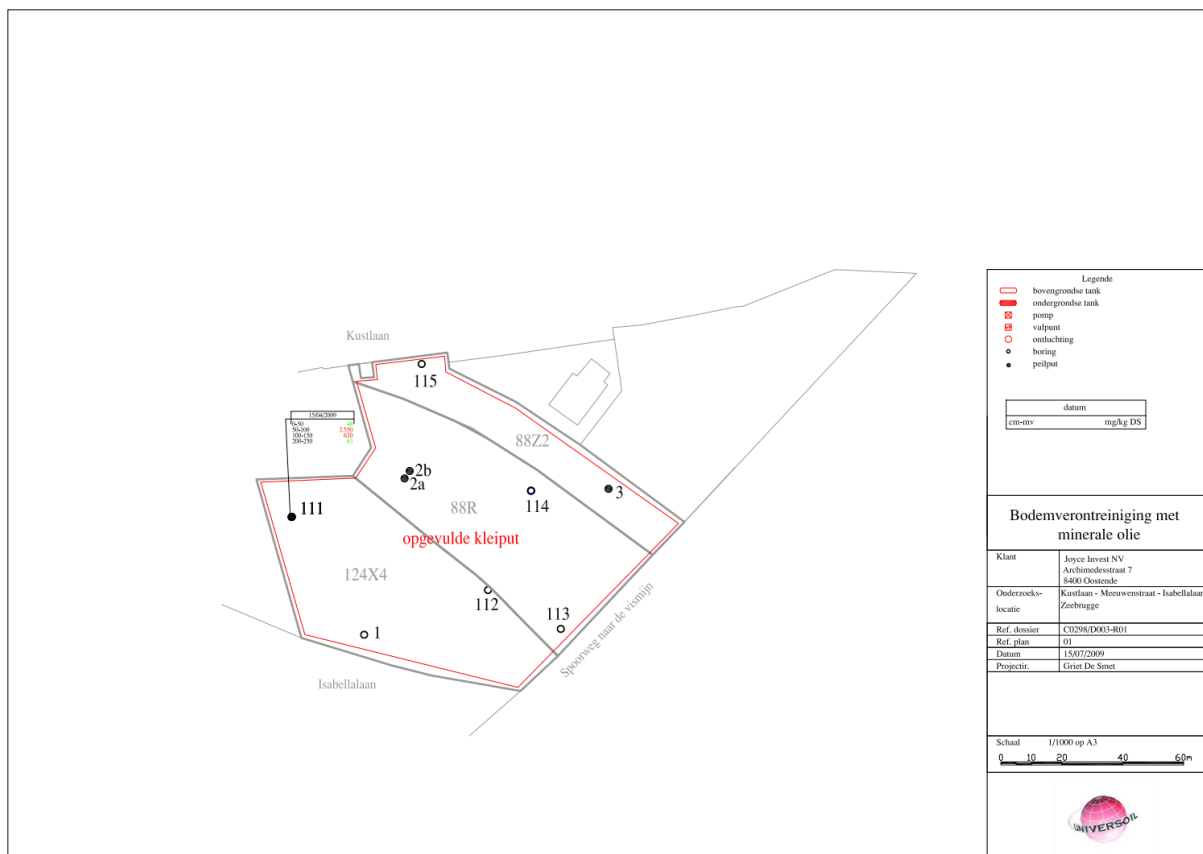 Kustlaan
115
15/04/2009
0-50 48
50-100 2.550
100-150 620
200-250 61
88Z2
2b
2a
3
88R
114
111
opgevulde kleiput
124X4
112
113
1
Spoorweg naar de vismijn
Isabellalaan
Legende
bovengrondse tank
ondergrondse tank
pomp
vulpunt
ontluchting
boring
peilput
datum
cm-mv mg/kg DS
Bodemverontreiniging met
minerale olie
Klant Joyce Invest NV
Archimedesstraat 7
8400 Oostende
Onderzoeks- Kustlaan - Meeuwenstraat - Isabellalaan
locatie Zeebrugge
Ref. dossier C0298/D003-R01
Ref. plan 01
Datum 15/07/2009
Projectir. Griet De Smet
Schaal 1/1000 op A3
0 10 20 40 60m
UNIVERSOIL